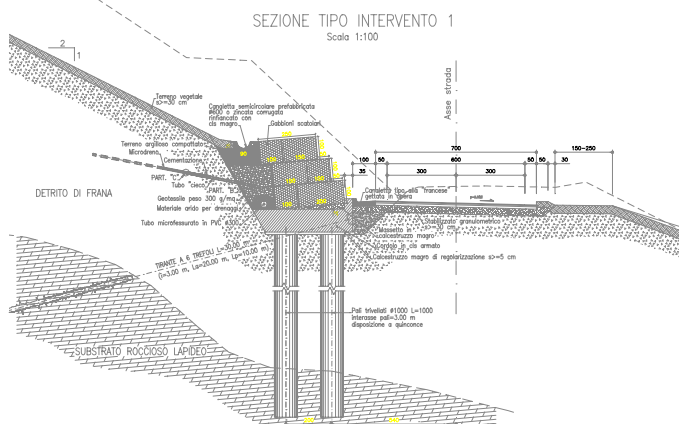 SEZIONE TIPO INTERVENTO 1
Scala 1:100
2
1
Asse strada
Terreno vegetale
s>=30 cm
Canaletta semicircolare prefabbricata
Ø600 o zincata corrugata
rinfiancato con
cls magro
Gabbioni scatolari
Terreno argilloso compattato
Microdreno
Cementazione
PART. "C"
Tubo "cieco"
PART. "B"
DETRITO DI FRANA
Geotessile peso 300 g/mq
Materiale arido per drenaggi
Tubo microfessurato in PVC Ø300
700
150-250
100
50
600
50
50
30
35
300
300
Canaletta tipo alla francese
gettata in opera
Stabilizzato granulometrico
s>=30 cm
Massetto in
calcestruzzo magro
Cordolo in cls armato
Calcestruzzo magro di regolarizzazione s>=5 cm
TIRANTE A 6 TREFOLI L=30,00 m
(i=3,00 m, La=20,00 m, Lp=10,00 m)
Pali trivellati Ø1000 L=1000
interasse pali=3.00 m
disposizione a quinconce
SUBSTRATO ROCCIOSO LAPIDEO